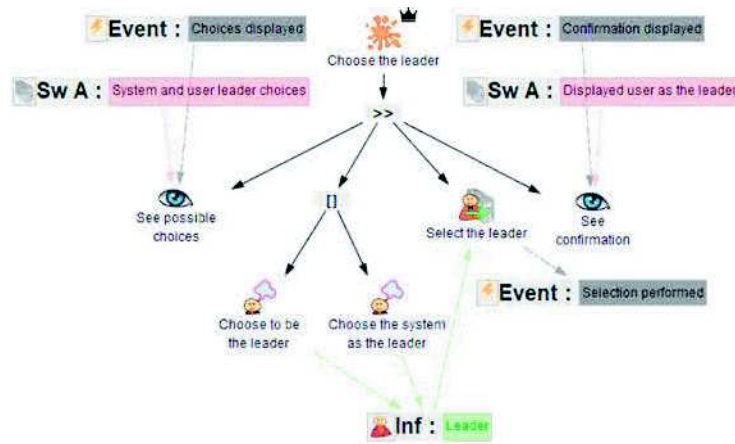 Event : Choices displayed
Event : Confirmation displayed
Choose the leader
Sw A : System and user leader choices
Sw A : Displayed user as the leader
>>
See possible
choices
[]
Select the leader
See
confirmation
Event : Selection performed
Choose to be
the leader
Choose the system
as the leader
Inf : Leader